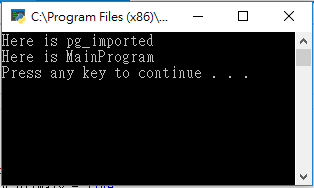 C:\Program Files (x86)\...
Here is pg_imported
Here is MainProgram
Press any key to continue . . .